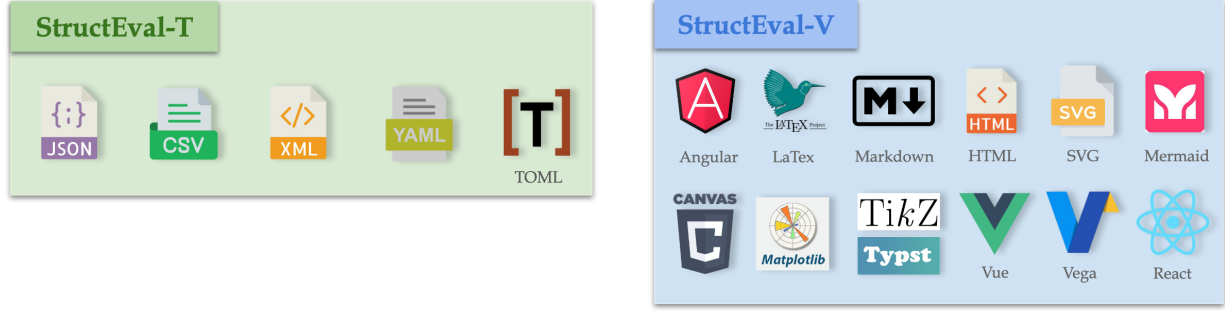 StructEval-T
{;}
JSON
CSV
</>
XML
YAML
[T]
TOML
StructEval-V
A
Angular
The LATEX Project
LaTex
M
Markdown
< >
HTML
HTML
SVG
SVG
Mermaid
CANVAS
C
Matplotlib
TikZ
Typst
Vue
Vega
React